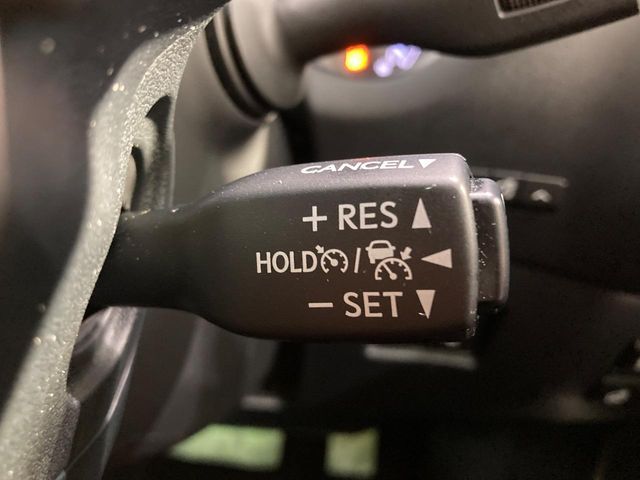 CANCEL
+ RES
HOLD /
− SET